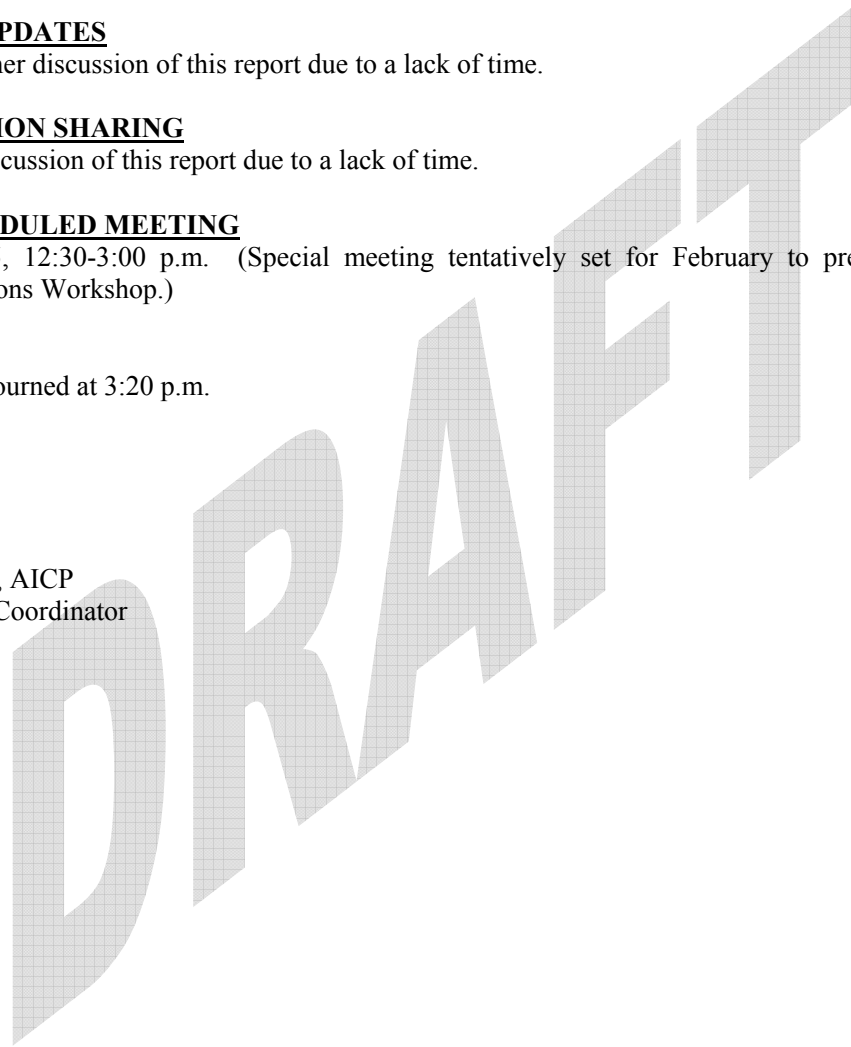 PDATES
ner discussion of this report due to a lack of time.
ION SHARING
cussion of this report due to a lack of time.
DULED MEETING
, 12:30-3:00 p.m. (Special meeting tentatively set for February to pre
ons Workshop.)
ourned at 3:20 p.m.
, AICP
Coordinator
DRAFT